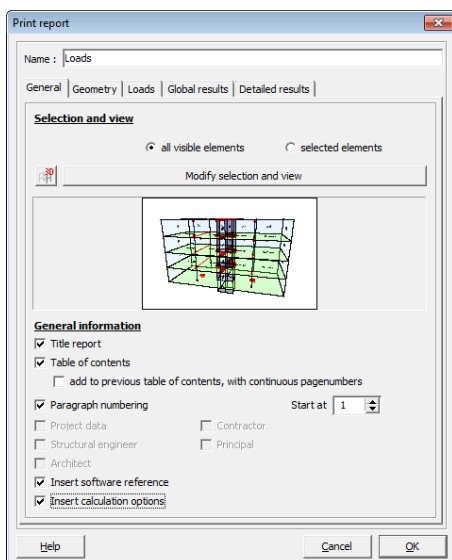 Print report
Name : Loads
General Geometry Loads Global results Detailed results
Selection and view
all visible elements selected elements
3D Modify selection and view
General information
Title report
Table of contents
add to previous table of contents, with continuous pagenumbers
Paragraph numbering Start at 1
Project data Contractor
Structural engineer Principal
Architect
Insert software reference
Insert calculation options
Help Cancel OK